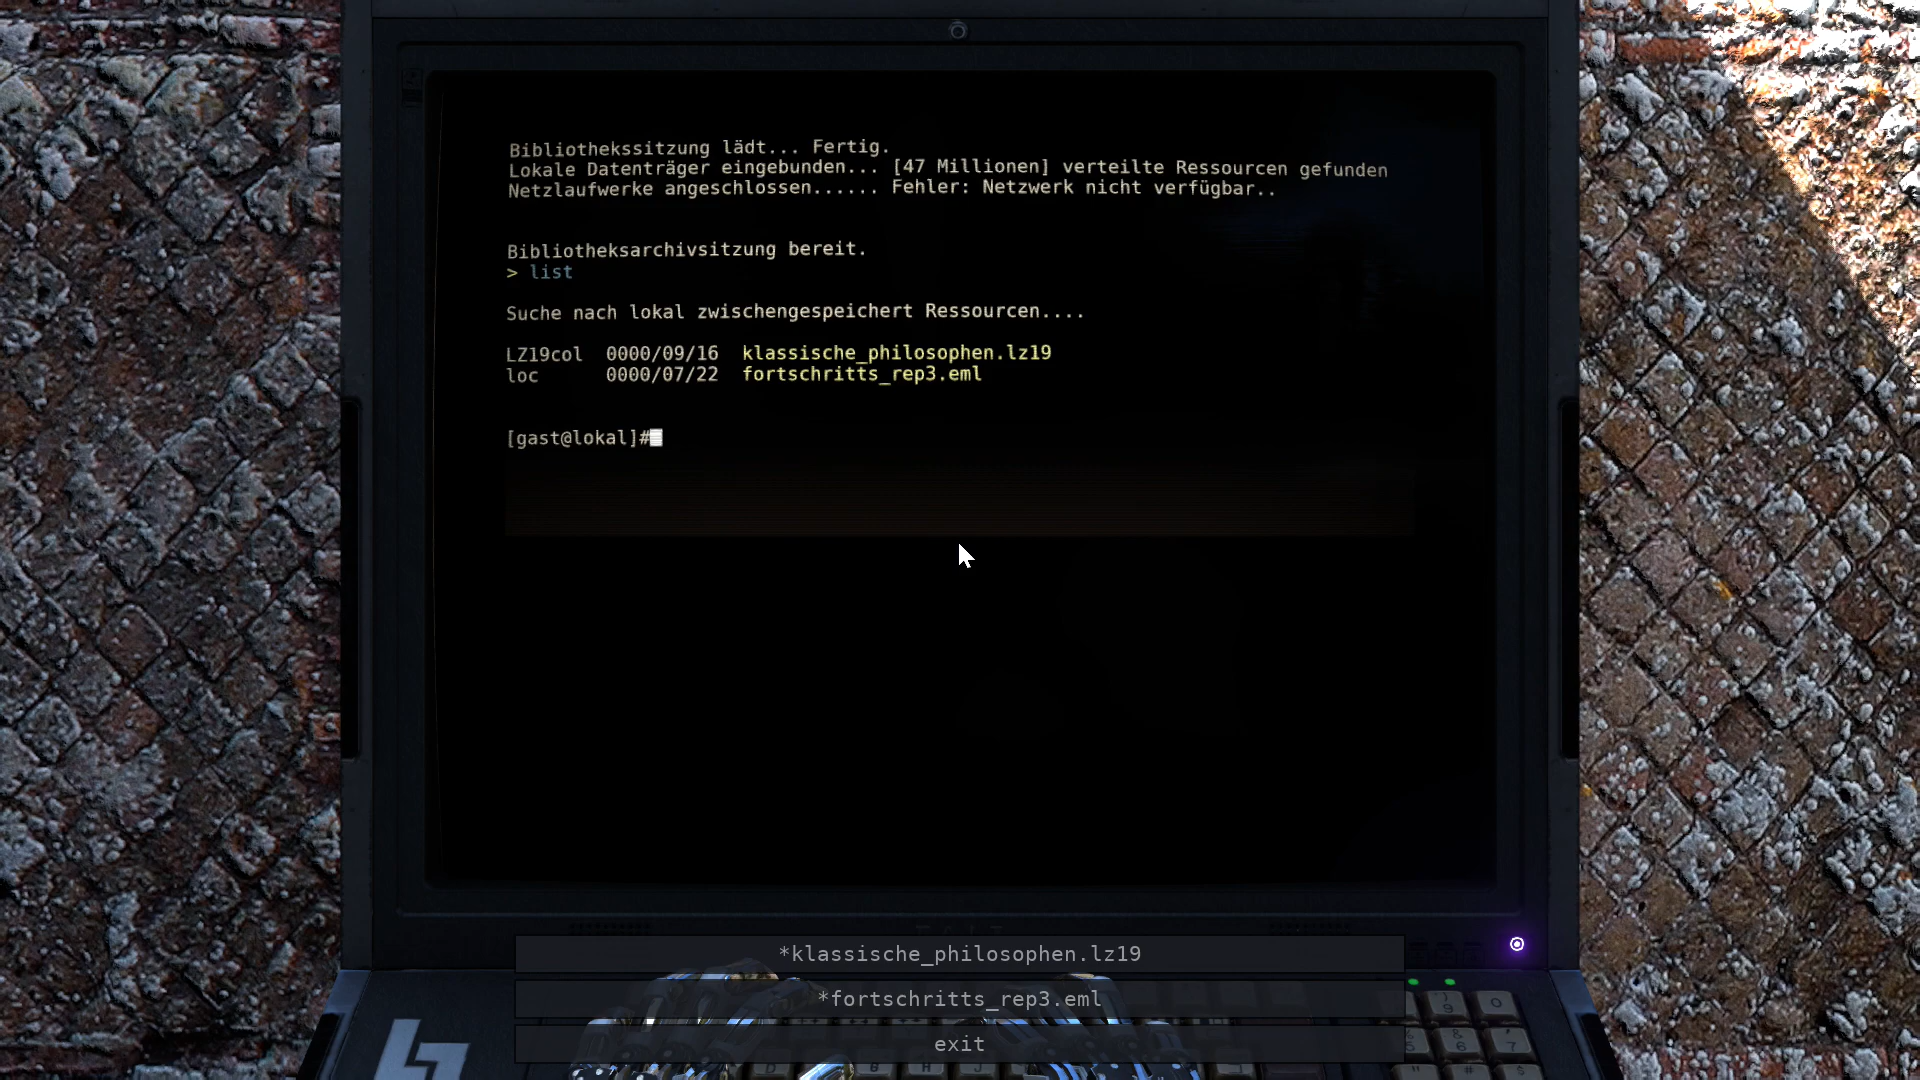 Bibliothekssitzung lädt... Fertig.
Lokale Datenträger eingebunden... [47 Millionen] verteilte Ressourcen gefunden
Netzlaufwerke angeschlossen...... Fehler: Netzwerk nicht verfügbar..
Bibliotheksarchivsitzung bereit.
> list
Suche nach lokal zwischengespeichert Ressourcen....
LZ19col 0000/09/16 klassische_philosophen.lz19
loc 0000/07/22 fortschritts_rep3.eml
[gast@lokal]#
*klassische_philosophen.lz19
*fortschritts_rep3.eml
exit